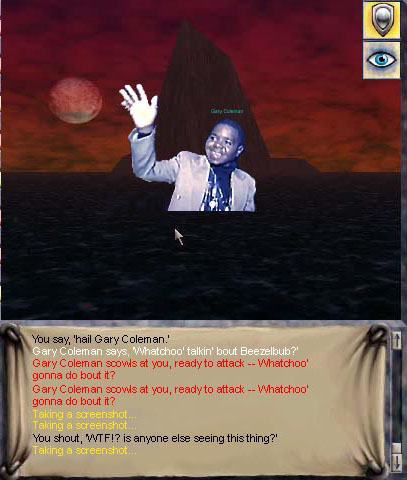 Gary Coleman
You say, 'hail Gary Coleman.'
Gary Coleman says, 'Whatchoo' talkin' bout Beezelbub?'
Gary Coleman scowls at you, ready to attack -- Whatchoo'
gonna do bout it?
Gary Coleman scowls at you, ready to attack -- Whatchoo'
gonna do bout it?
Taking a screenshot...
Taking a screenshot...
You shout, 'WTF!? is anyone else seeing this thing?'
Taking a screenshot...